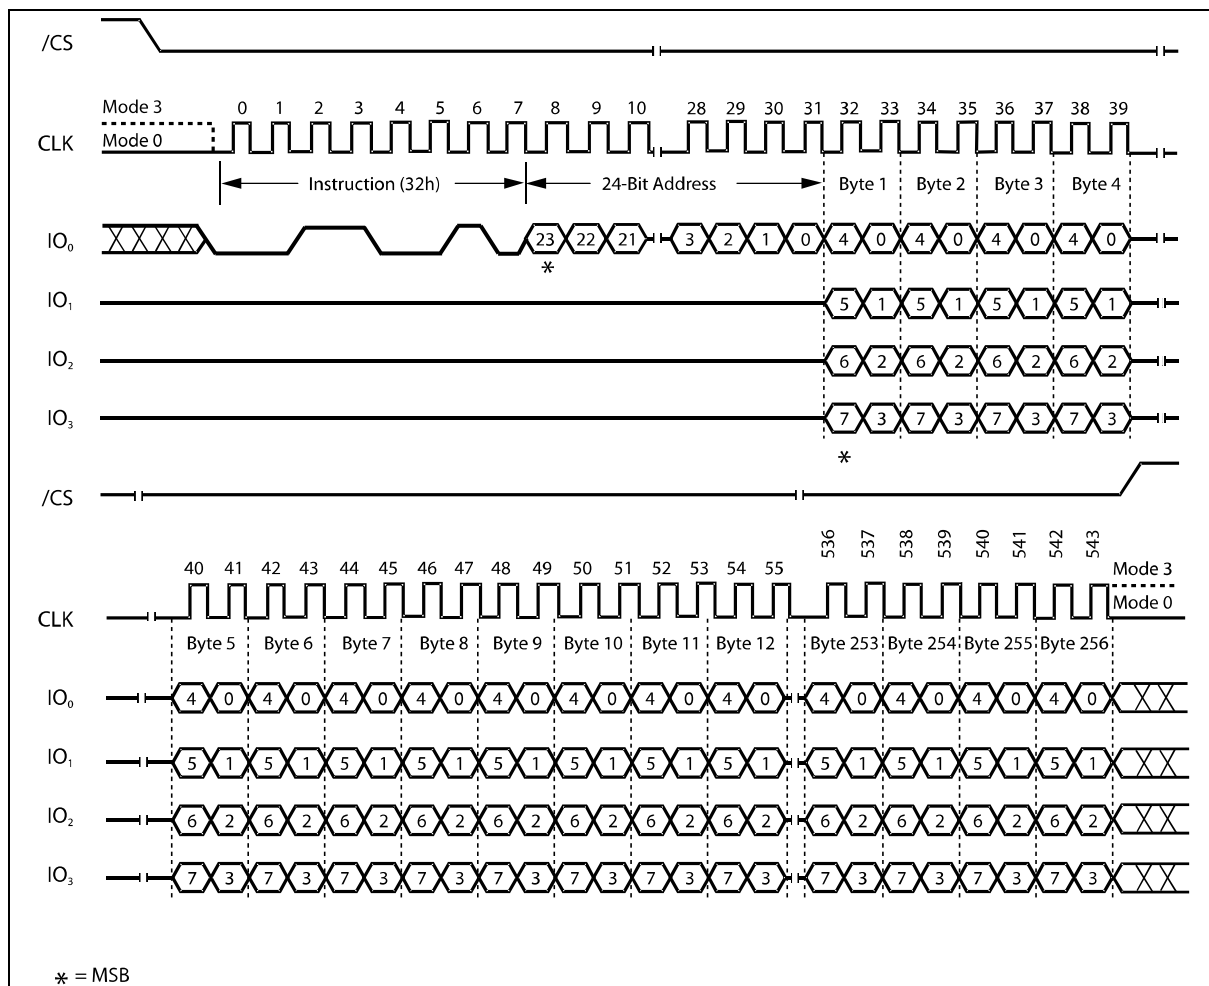 /CS
0 1 2 3 4 5 6 7 8 9 10 28 29 30 31 32 33 34 35 36 37 38 39
Mode 3
Mode 0
CLK
Instruction (32h) 24-Bit Address Byte 1 Byte 2 Byte 3 Byte 4
IO₀ 23 22 21 3 2 1 0 4 0 4 0 4 0 4 0
*
IO₁ 5 1 5 1 5 1 5 1
IO₂ 6 2 6 2 6 2 6 2
IO₃ 7 3 7 3 7 3 7 3
*
/CS
536 537 538 539 540 541 542 543
40 41 42 43 44 45 46 47 48 49 50 51 52 53 54 55
Mode 3
Mode 0
CLK
Byte 5 Byte 6 Byte 7 Byte 8 Byte 9 Byte 10 Byte 11 Byte 12 Byte 253 Byte 254 Byte 255 Byte 256
IO₀ 4 0 4 0 4 0 4 0 4 0 4 0 4 0 4 0 4 0 4 0 4 0 4 0
IO₁ 5 1 5 1 5 1 5 1 5 1 5 1 5 1 5 1 5 1 5 1 5 1 5 1
IO₂ 6 2 6 2 6 2 6 2 6 2 6 2 6 2 6 2 6 2 6 2 6 2 6 2
IO₃ 7 3 7 3 7 3 7 3 7 3 7 3 7 3 7 3 7 3 7 3 7 3 7 3
* = MSB